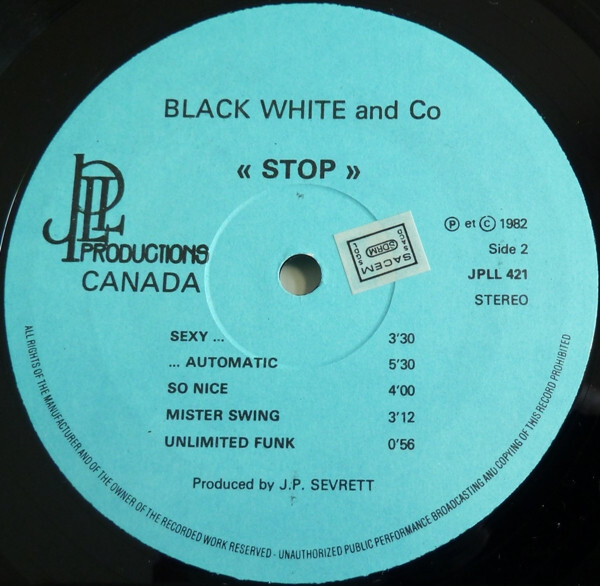 BLACK WHITE and Co
« STOP »
JPLL
PRODUCTIONS
CANADA
SACEM
SDRM
SACD
SGDL
Ⓟ et Ⓒ 1982
Side 2
JPLL 421
STEREO
SEXY ... 3'30
... AUTOMATIC 5'30
SO NICE 4'00
MISTER SWING 3'12
UNLIMITED FUNK 0'56
Produced by J.P. SEVRETT
ALL RIGHTS OF THE MANUFACTURER AND OF THE OWNER OF THE RECORDED WORK RESERVED - UNAUTHORIZED PUBLIC PERFORMANCE BROADCASTING AND COPYING OF THIS RECORD PROHIBITED